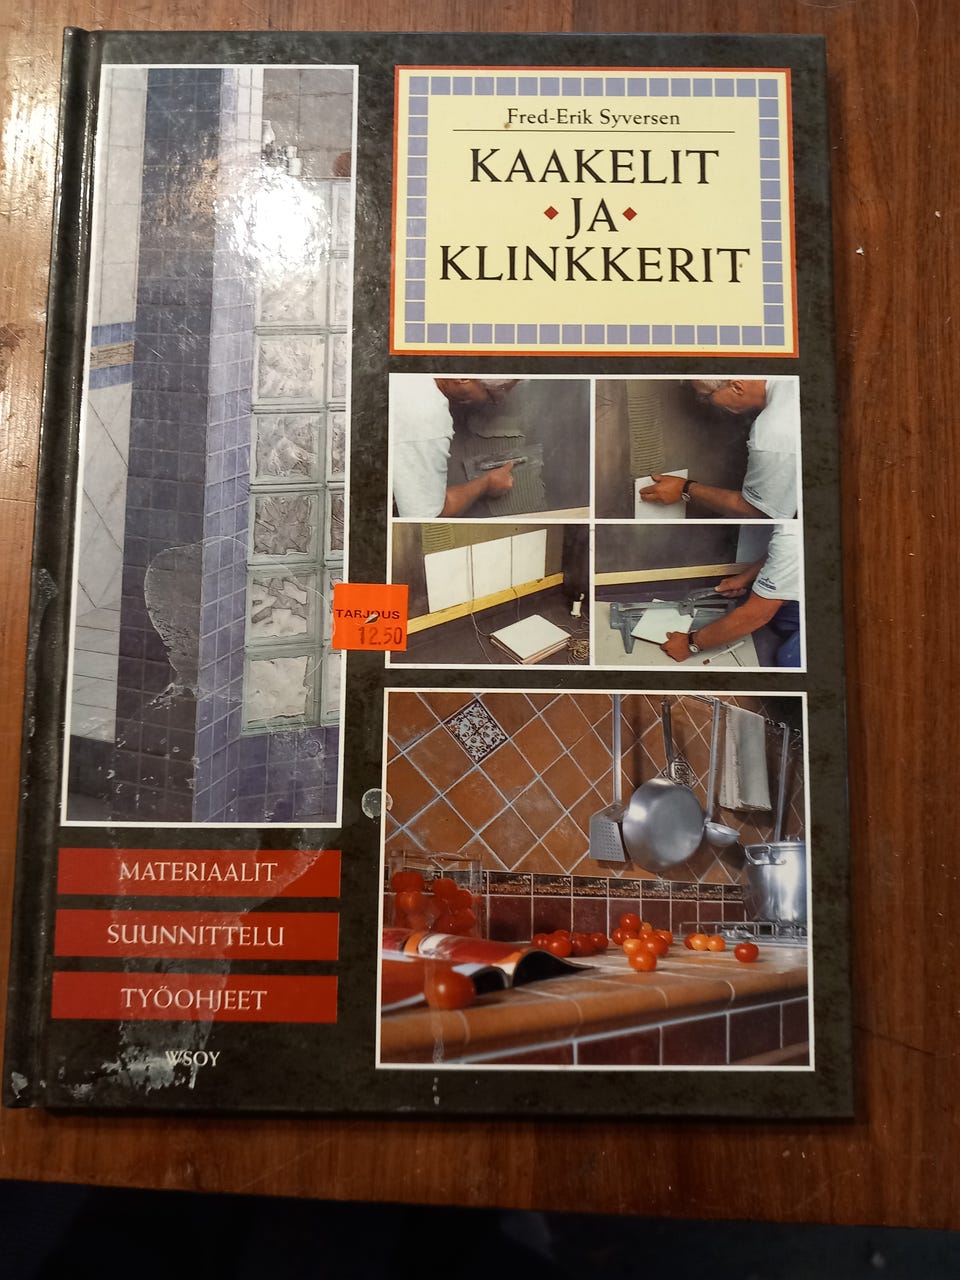 Fred-Erik Syversen
KAAKELIT
JA
KLINKKERIT
TARJOUS
12.50
MATERIAALIT
SUUNNITTELU
TYÖOHJEET
WSOY